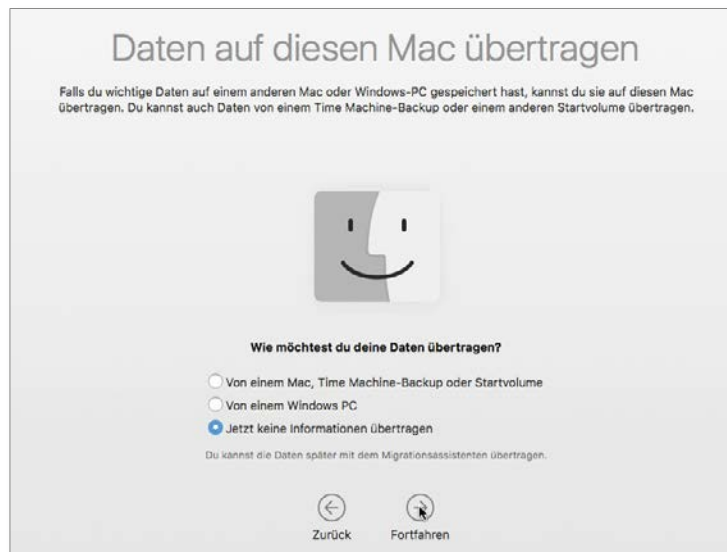 Daten auf diesen Mac übertragen
Falls du wichtige Daten auf einem anderen Mac oder Windows-PC gespeichert hast, kannst du sie auf diesen Mac
übertragen. Du kannst auch Daten von einem Time Machine-Backup oder einem anderen Startvolume übertragen.
Wie möchtest du deine Daten übertragen?
Von einem Mac, Time Machine-Backup oder Startvolume
Von einem Windows PC
Jetzt keine Informationen übertragen
Du kannst die Daten später mit dem Migrationsassistenten übertragen.
Zurück Fortfahren